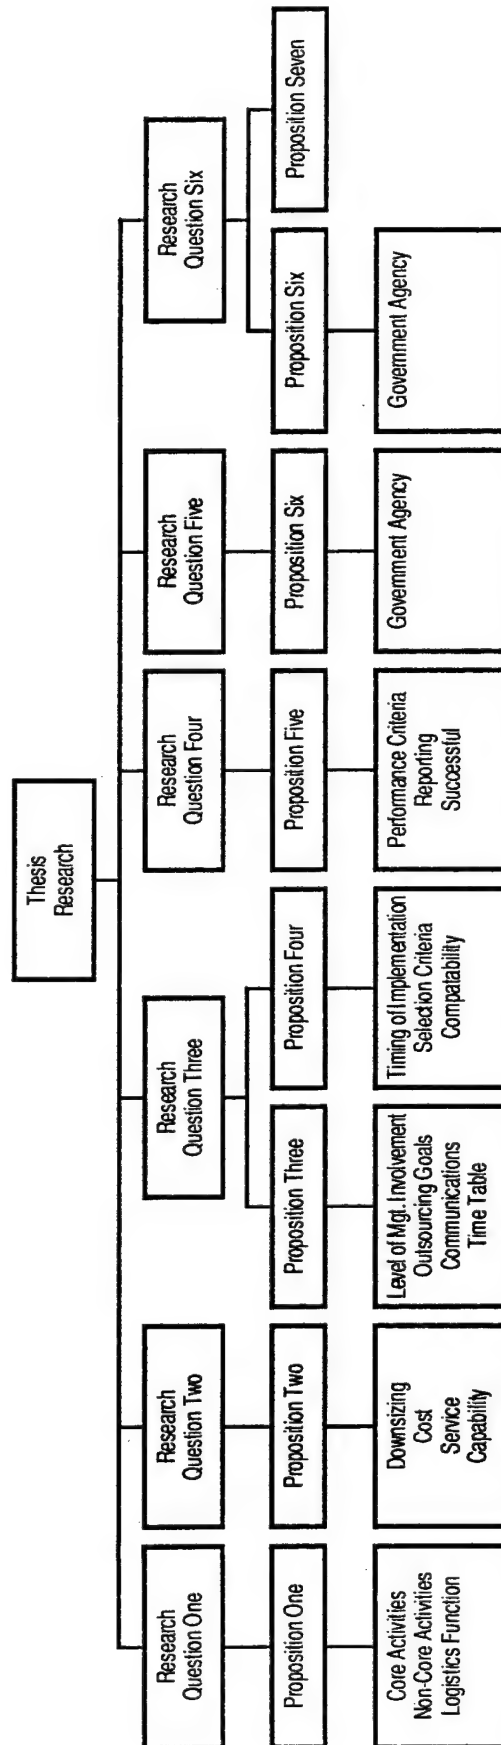 Thesis
Research
Research
Question One
Research
Question Two
Research
Question Three
Research
Question Four
Research
Question Five
Research
Question Six
Proposition One
Proposition Two
Proposition Three
Proposition Four
Proposition Five
Proposition Six
Proposition Six
Proposition Seven
Core Activities
Non-Core Activities
Logistics Function
Downsizing
Cost
Service
Capability
Level of Mgt. Involvement
Outsourcing Goals
Communications
Time Table
Timing of Implementation
Selection Criteria
Compatability
Performance Criteria
Reporting
Successful
Government Agency
Government Agency